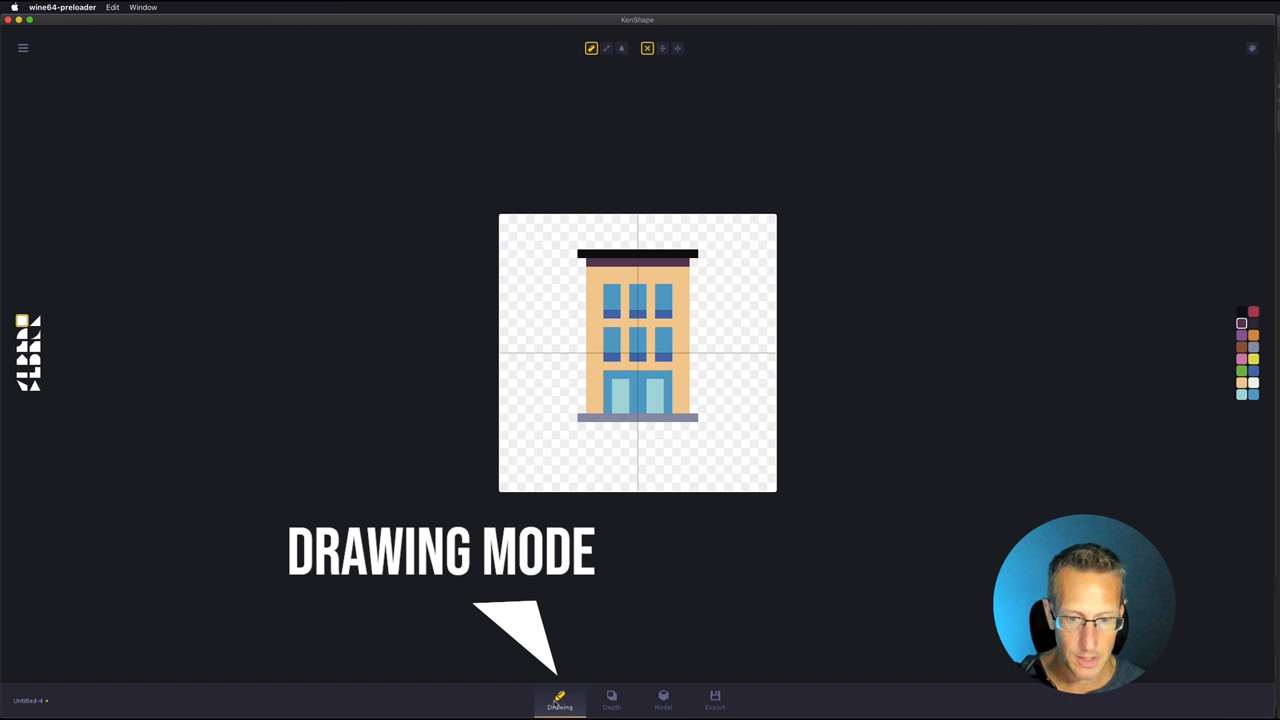 wine64-preloader Edit Window
KenShape
DRAWING MODE
Untitled-4
Drawing Depth Model Export